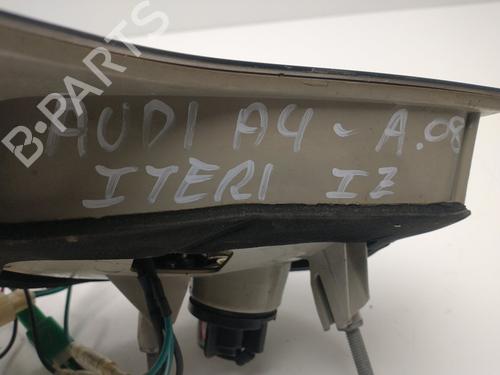 B-PARTS
AUDI A4 - A.08
ITERI IZ